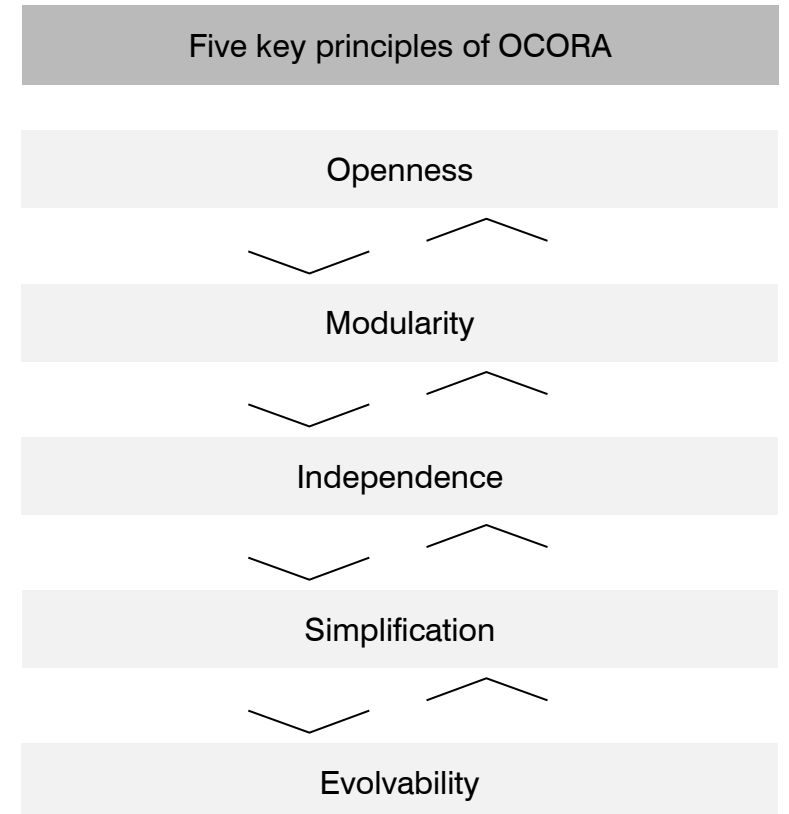 Five key principles of OCORA
Openness
Modularity
Independence
Simplification
Evolvability